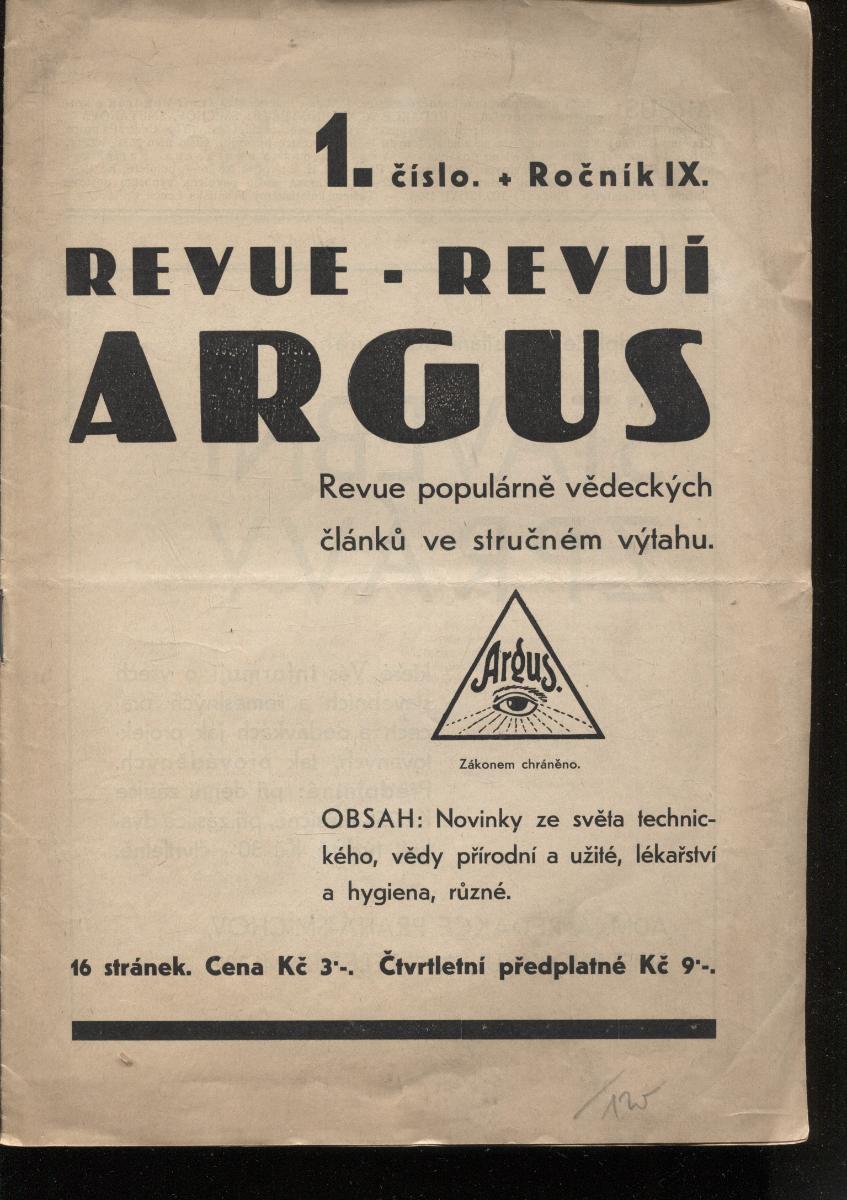 1. číslo. + Ročník IX.
REVUE - REVUÍ
ARGUS
Revue populárně vědeckých
článků ve stručném výtahu.
Argus.
Zákonem chráněno.
OBSAH: Novinky ze světa technic-
kého, vědy přírodní a užité, lékařství
a hygiena, různé.
16 stránek. Cena Kč 3·-. Čtvrtletní předplatné Kč 9·-.